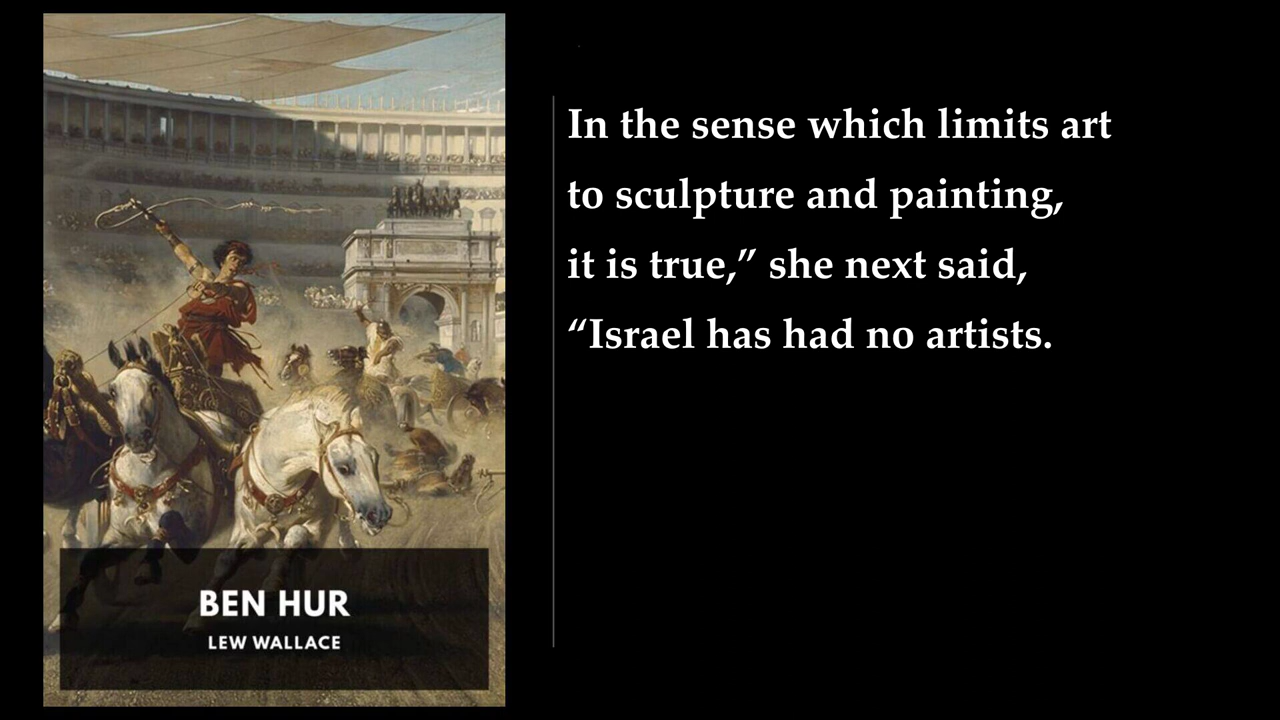 BEN HUR
LEW WALLACE
In the sense which limits art
to sculpture and painting,
it is true,” she next said,
“Israel has had no artists.